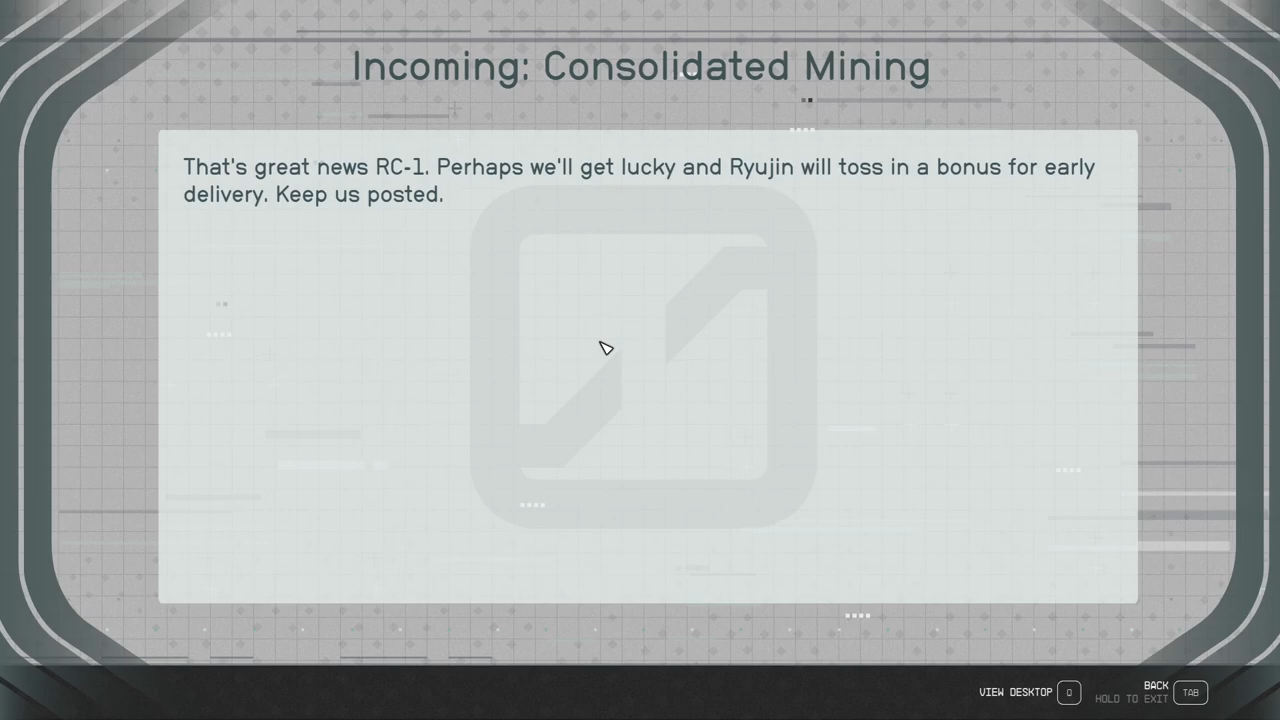 Incoming: Consolidated Mining
That's great news RC-1. Perhaps we'll get lucky and Ryujin will toss in a bonus for early
delivery. Keep us posted.
VIEW DESKTOP Q
BACK
HOLD TO EXIT TAB